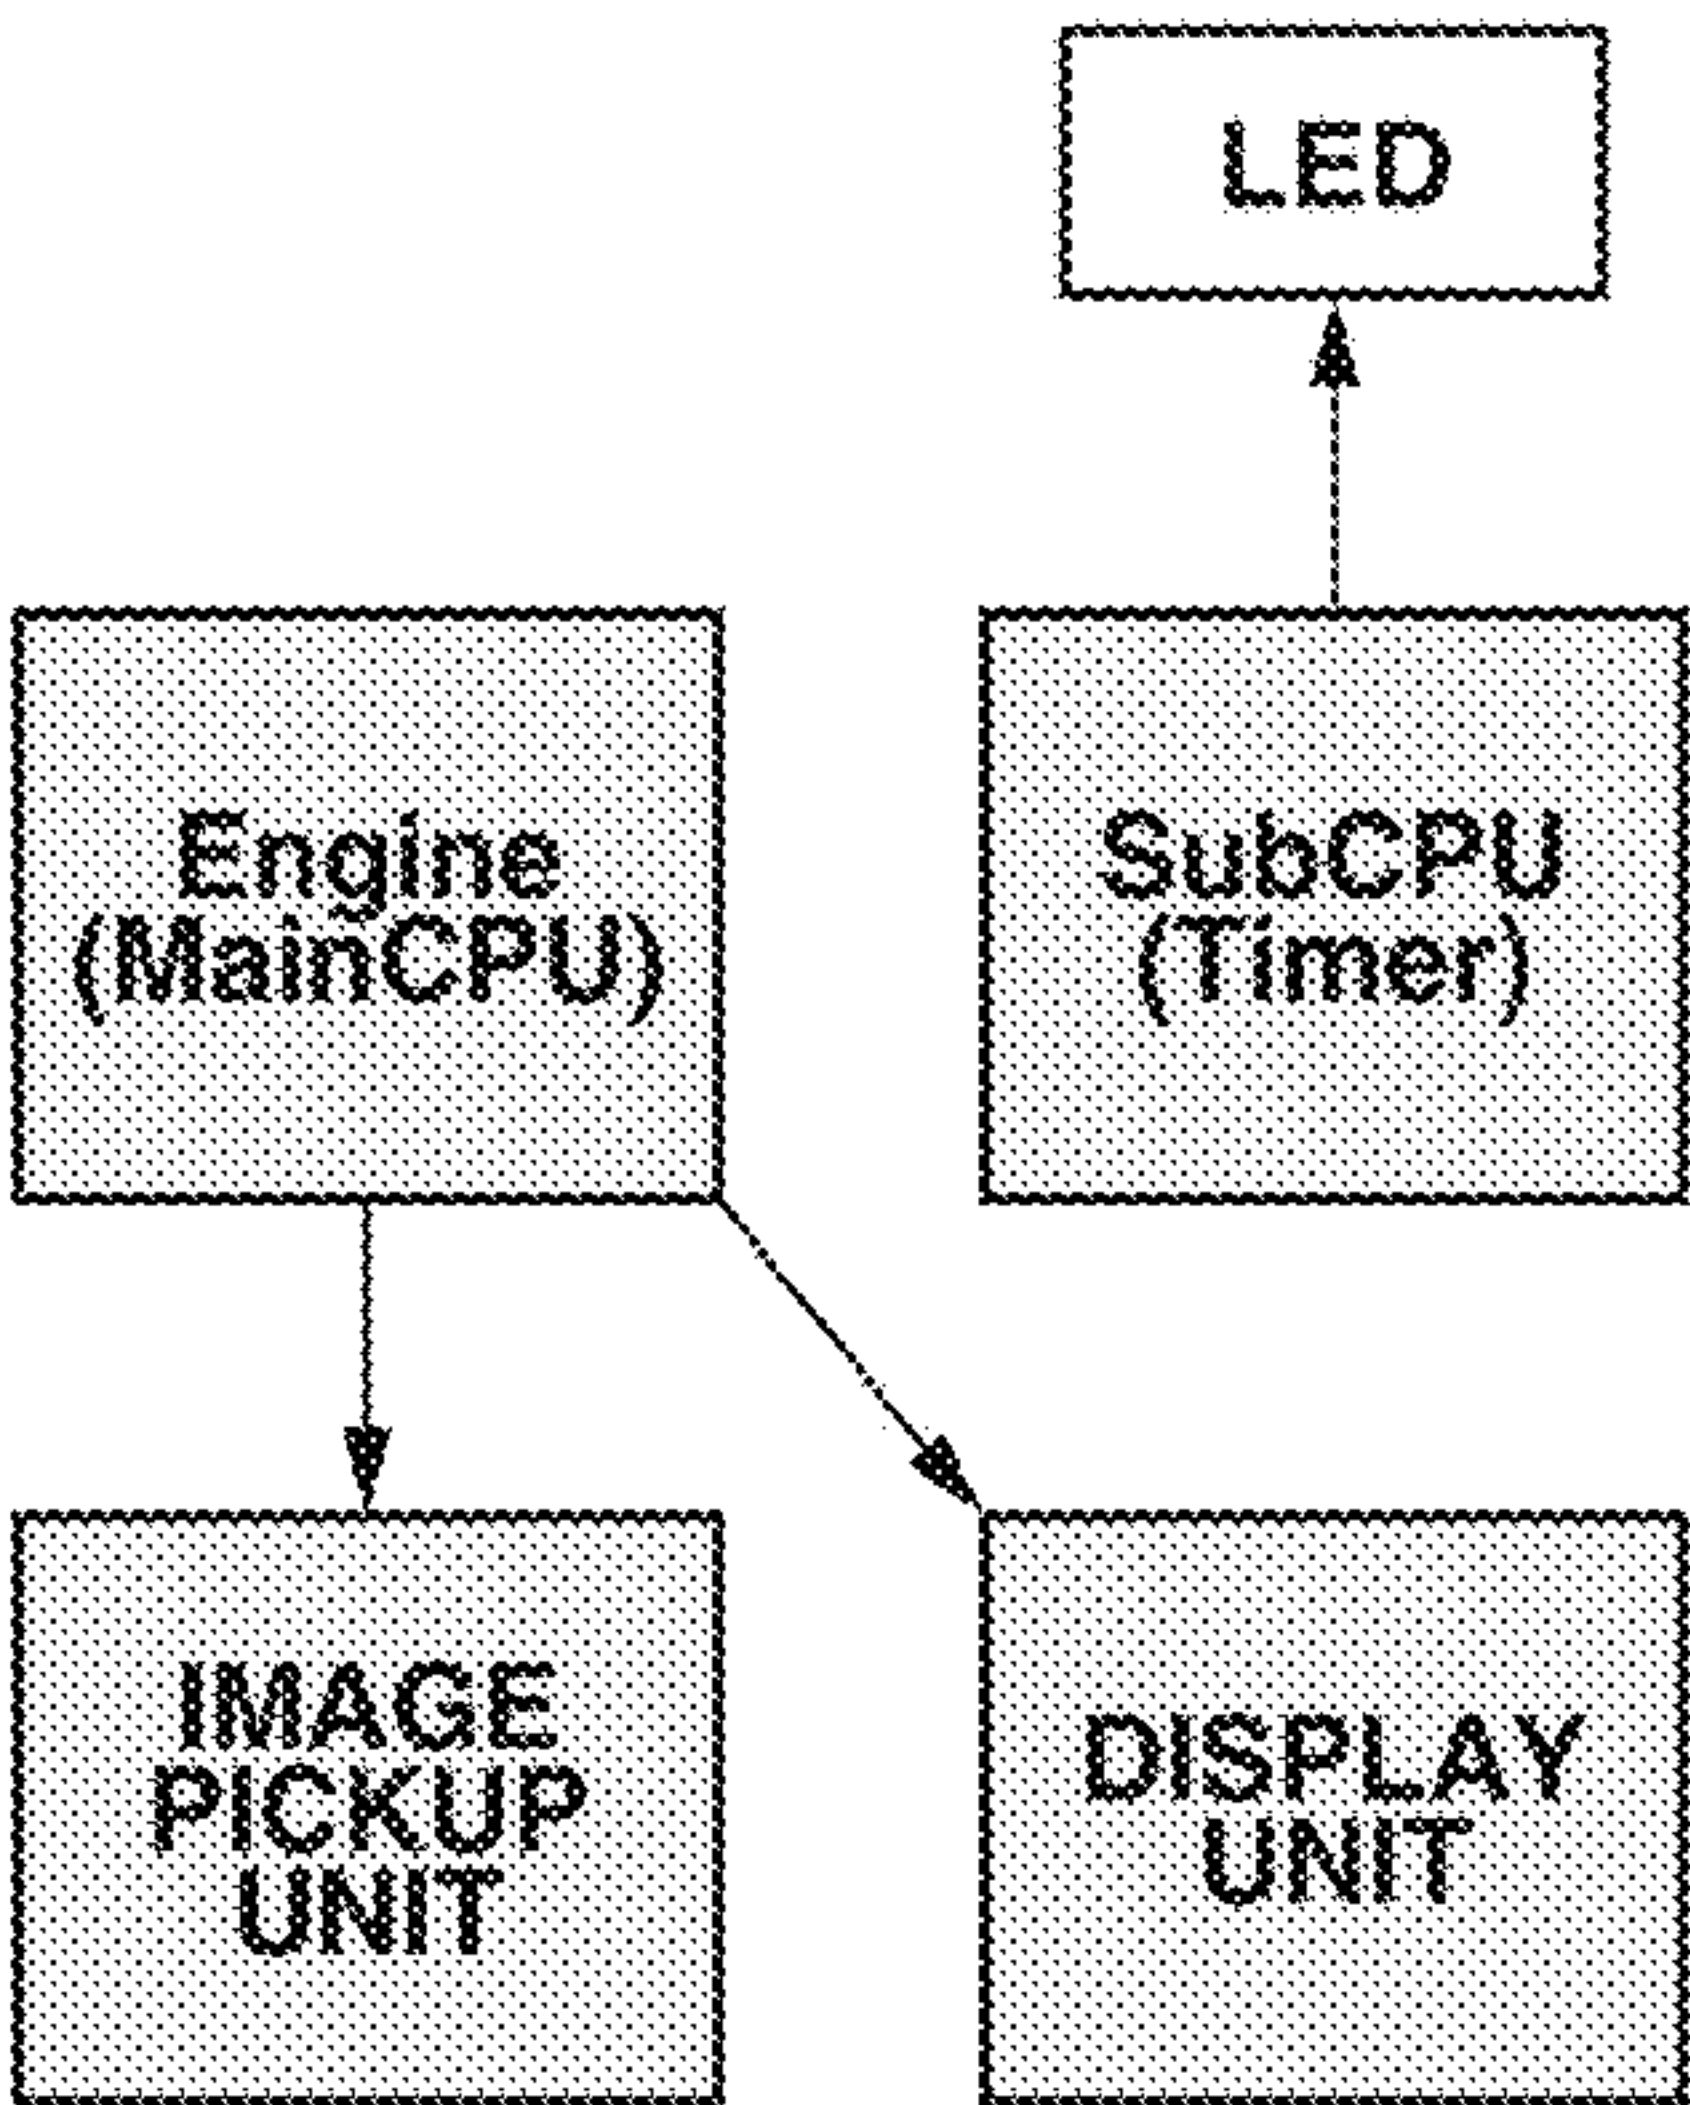 LED
Engine
(MainCPU)
SubCPU
(Timer)
IMAGE
PICKUP
UNIT
DISPLAY
UNIT